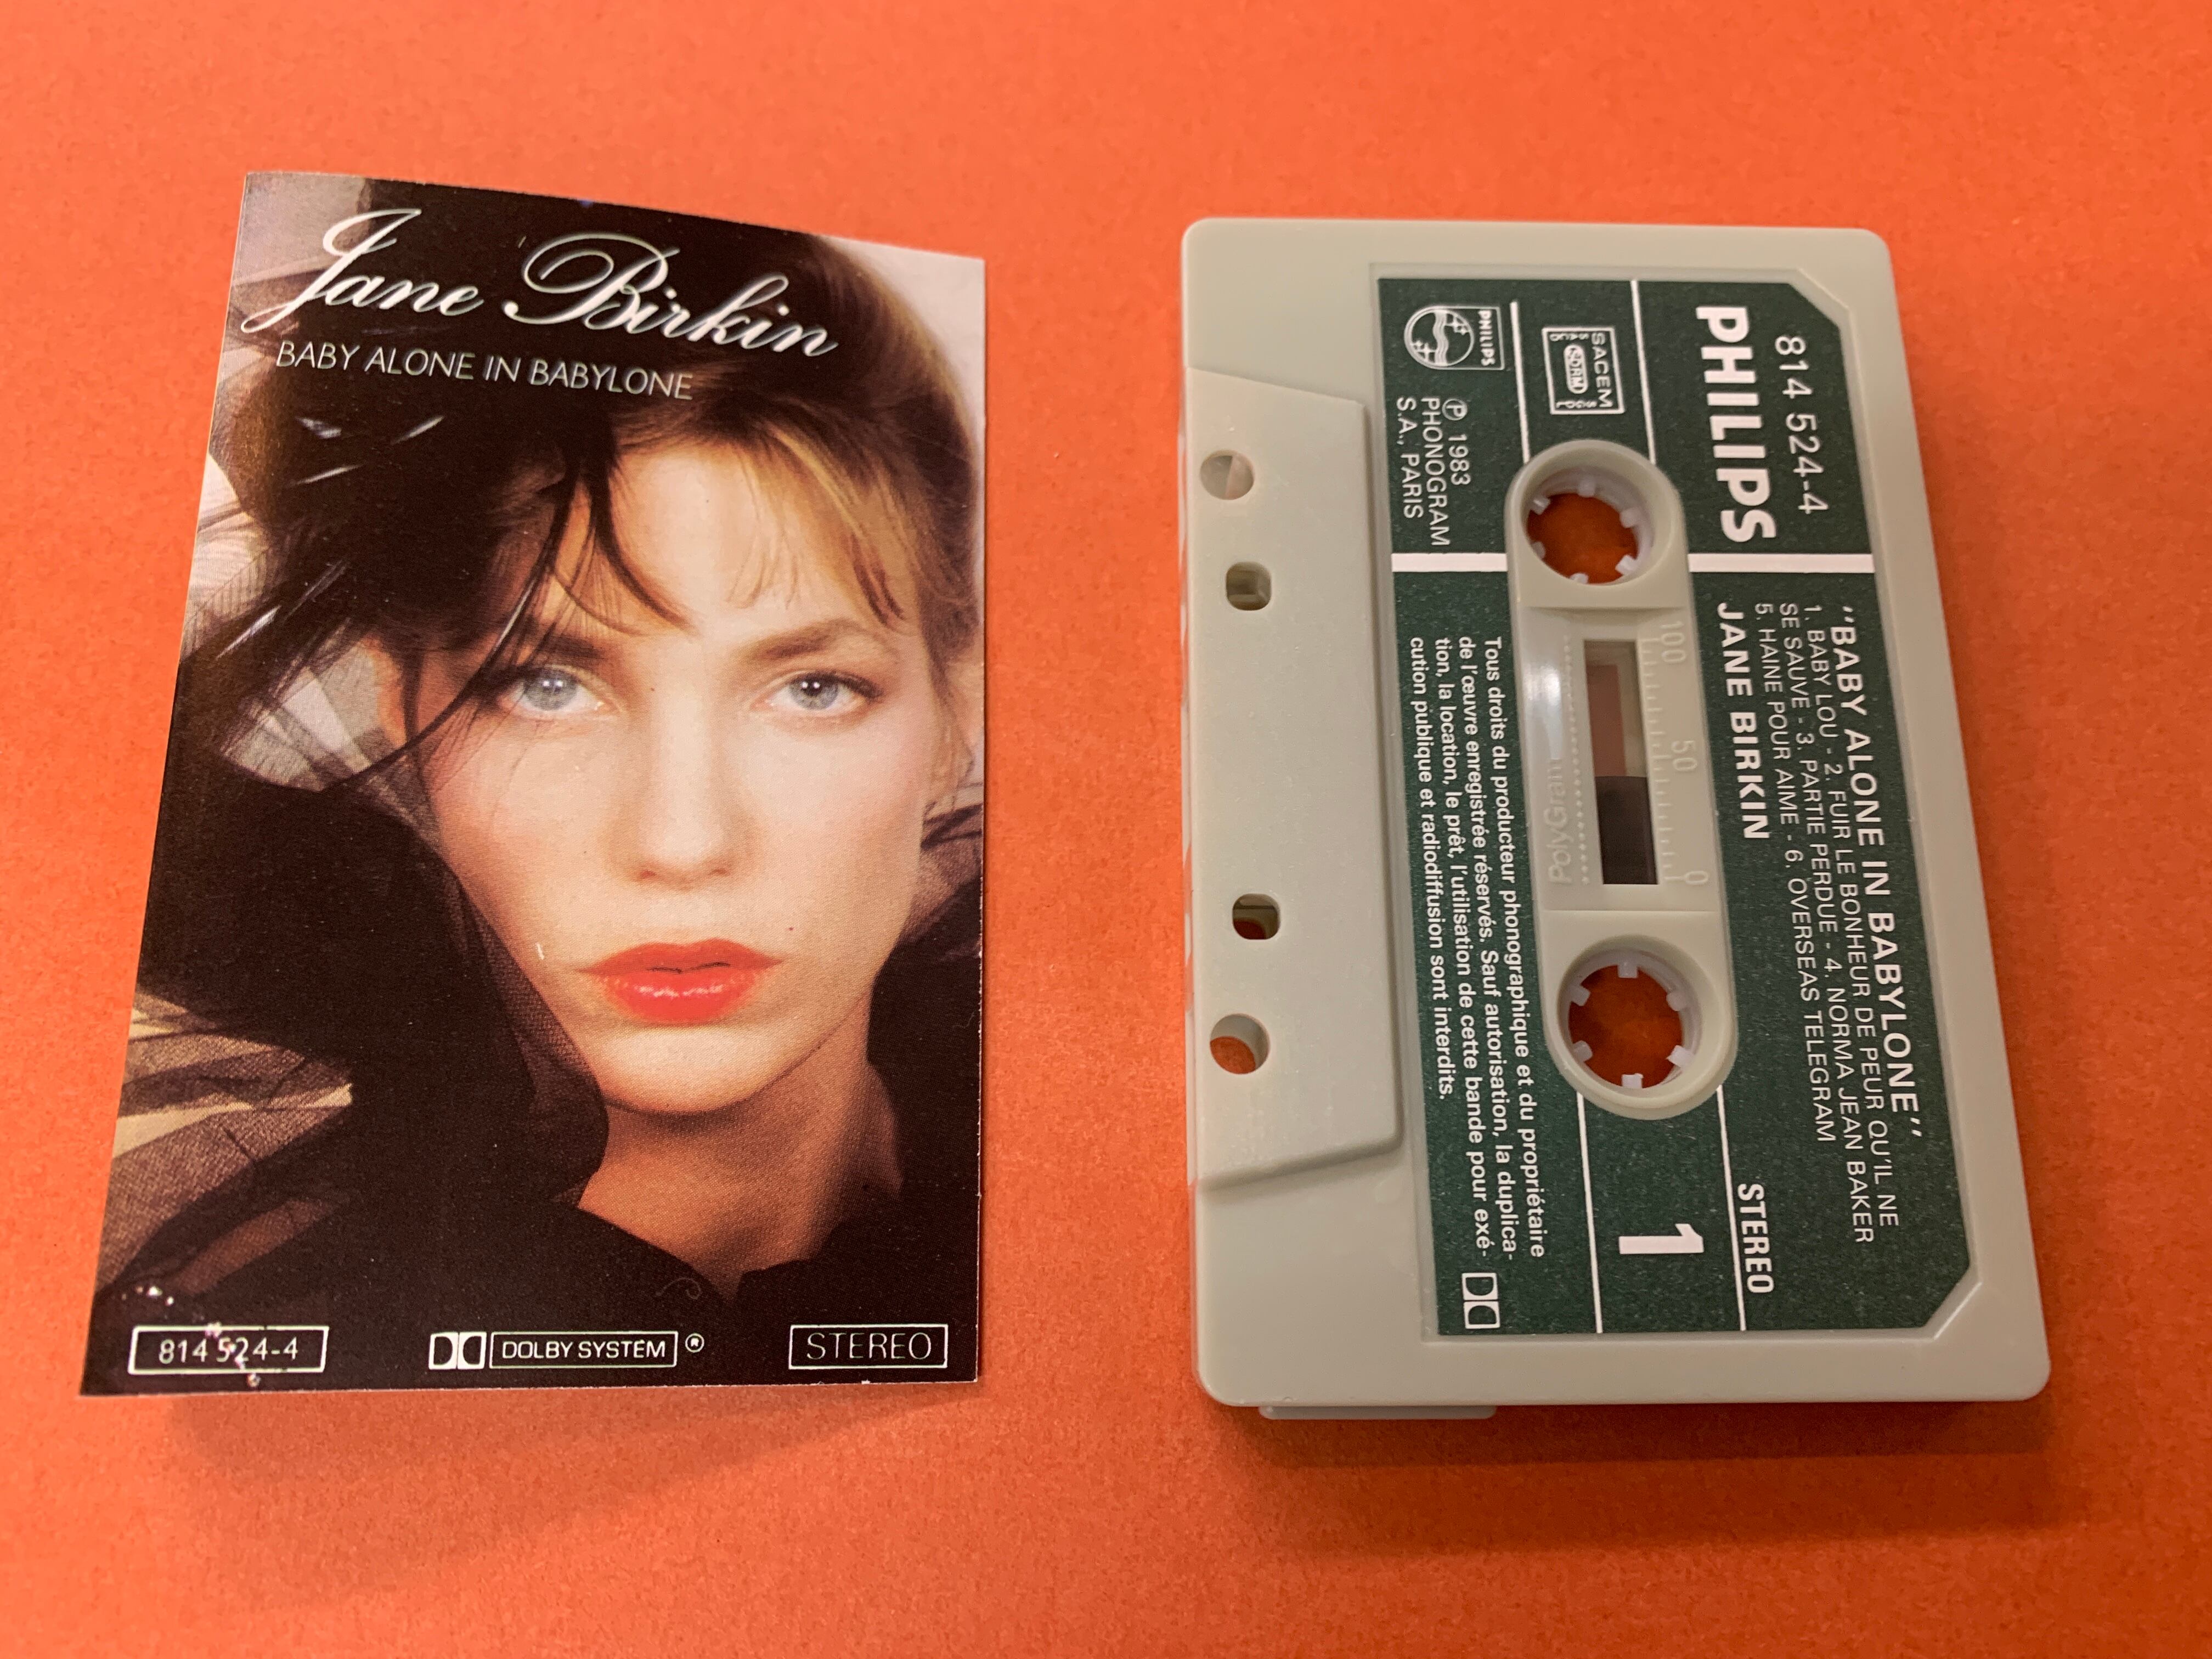 Jane Birkin
BABY ALONE IN BABYLONE
814 524-4
DOLBY SYSTEM ®
STEREO
814 524-4
PHILIPS
"BABY ALONE IN BABYLONE"
1. BABY LOU - 2. FUIR LE BONHEUR DE PEUR QU'IL NE
SE SAUVE - 3. PARTIE PERDUE - 4. NORMA JEAN BAKER
5. HAINE POUR AIME - 6. OVERSEAS TELEGRAM
JANE BIRKIN
STEREO
SACEM
SDRM
1
100 50 0
PolyGram
PHILIPS
℗ 1983
PHONOGRAM
S.A., PARIS
Tous droits du producteur phonographique et du propriétaire
de l'œuvre enregistrée réservés. Sauf autorisation, la duplica-
tion, la location, le prêt, l'utilisation de cette bande pour exé-
cution publique et radiodiffusion sont interdits.